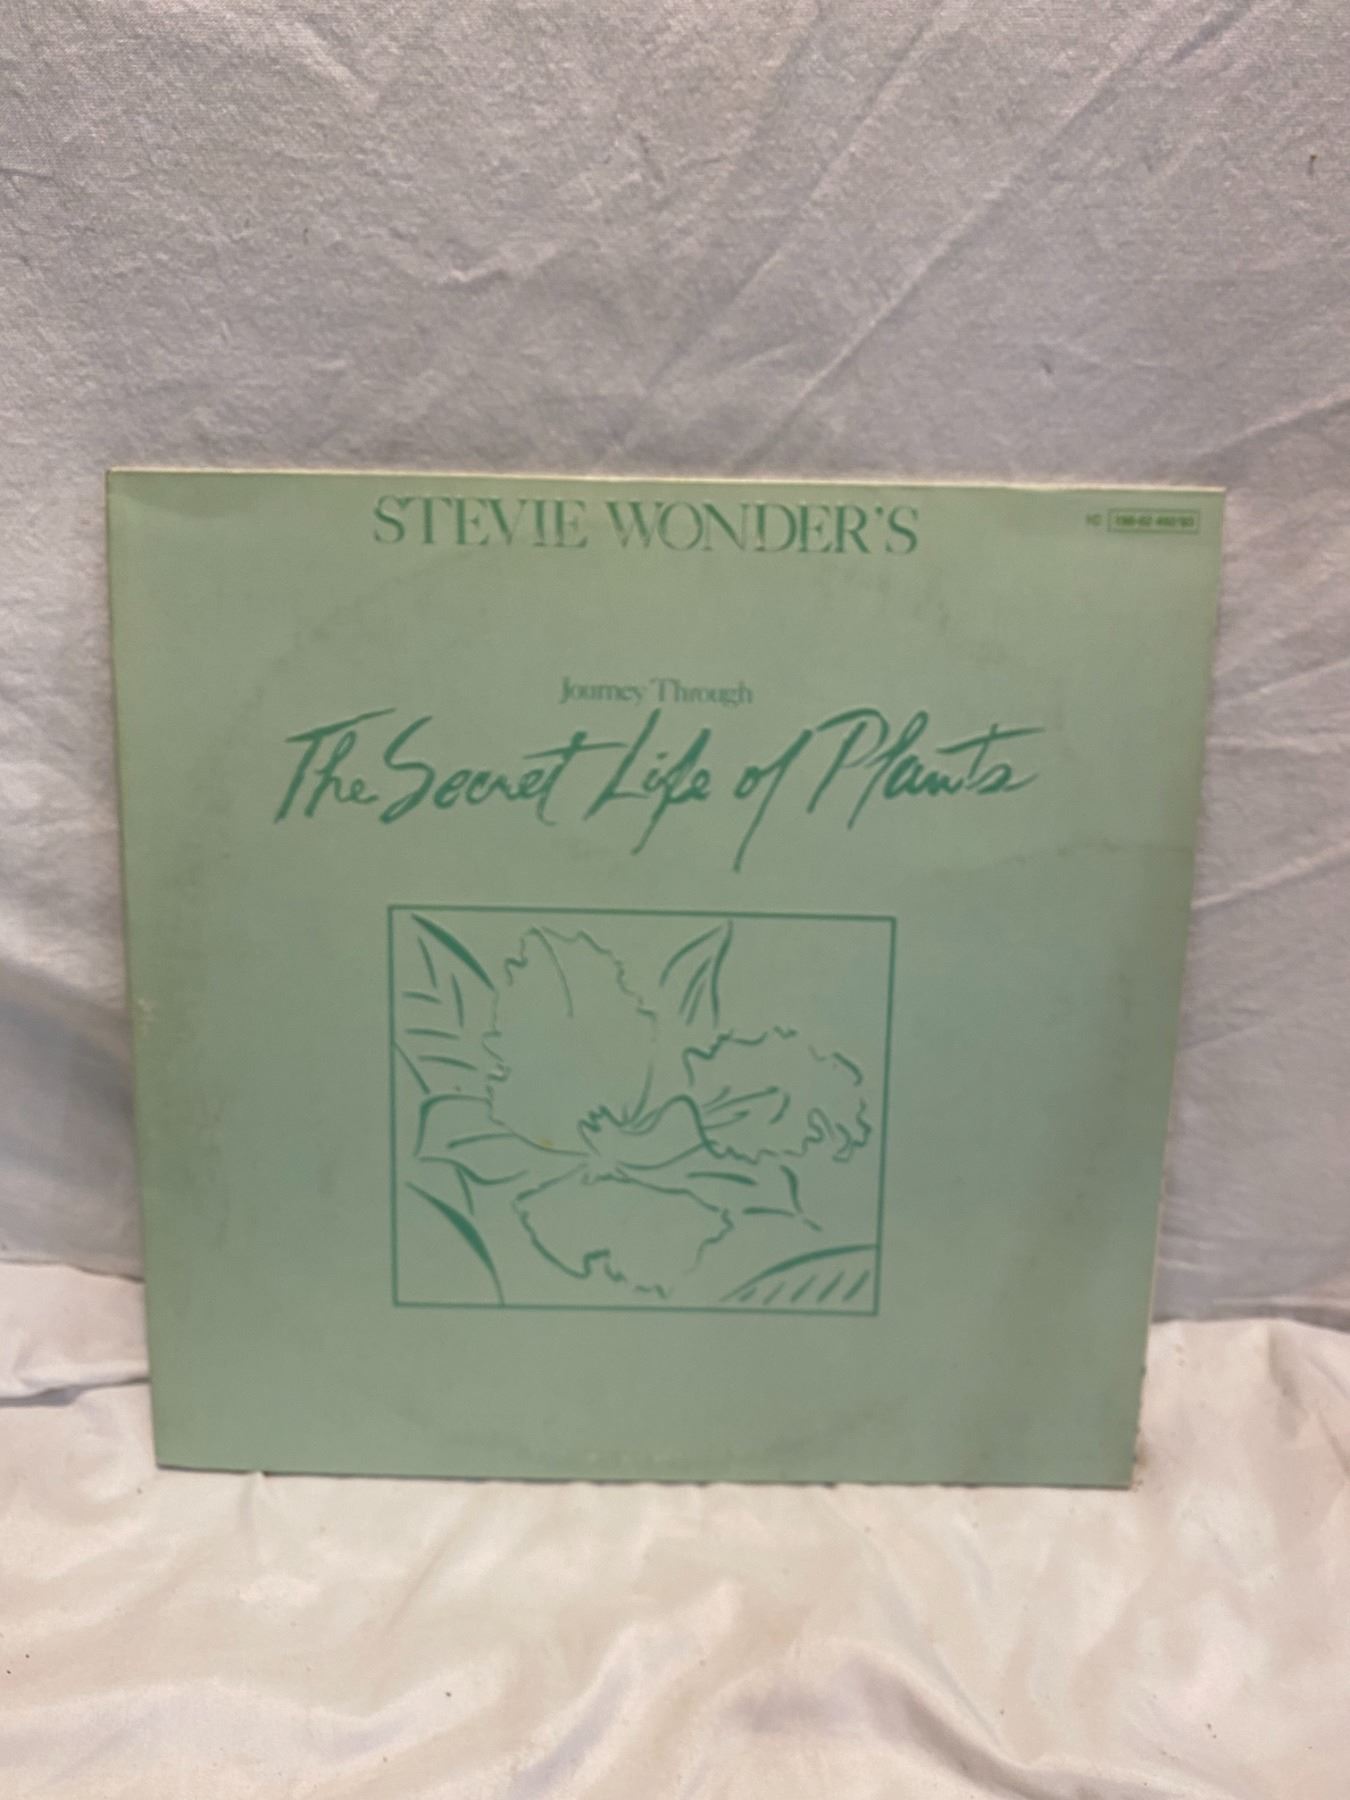 STEVIE WONDER'S
Journey Through
The Secret Life of Plants